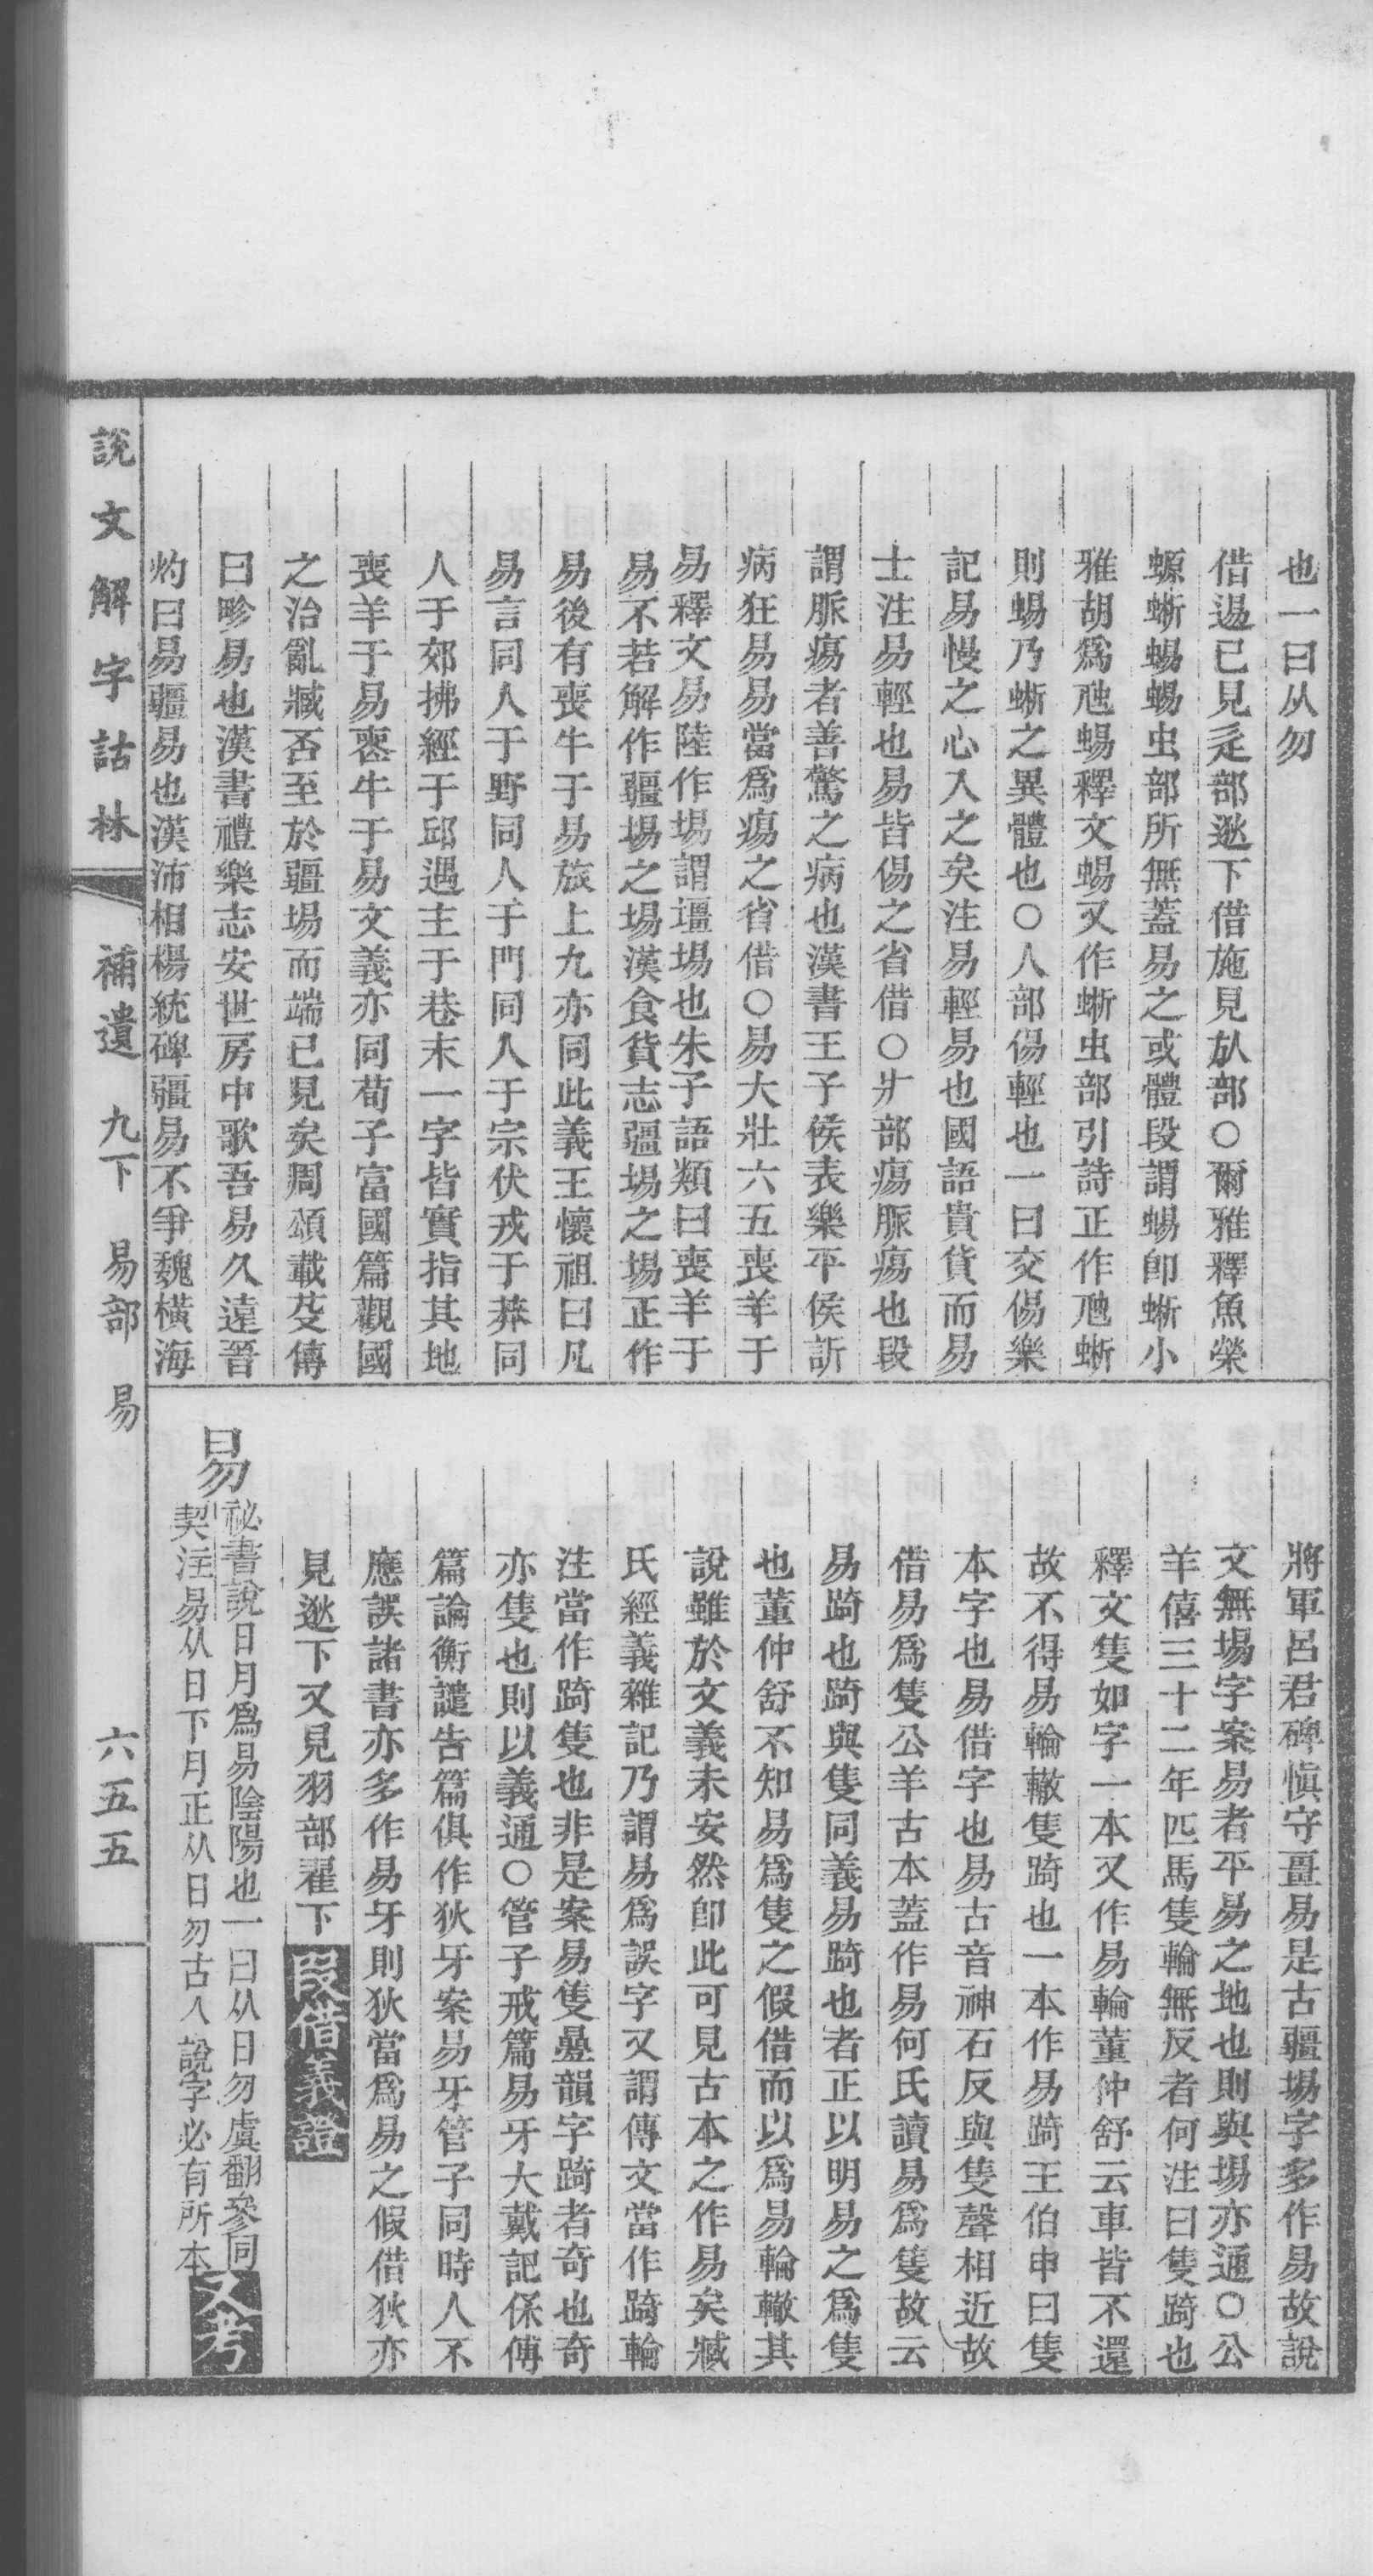 也一曰从勿
借逿已見辵部逖下借施見㫃部○爾雅釋魚榮
螈蜥蜴蜴虫部所無蓋易之或體段謂蜴卽蜥小
雅胡爲虺蜴釋文蜴又作蜥虫部引詩正作虺蜥
則蜴乃蜥之異體也○人部傷輕也一曰交傷樂
記易慢之心入之矣注易輕易也國語貴貨而易
士注易輕也易皆傷之省借○疒部瘍脈瘍也段
謂脈瘍者善驚之病也漢書王子侯表樂平侯訢
病狂易易當爲瘍之省借○易大壯六五喪羊于
易釋文易陸作埸謂壃埸也朱子語類曰喪羊于
易不若解作疆埸之埸漢食貨志疆埸之埸正作
易後有喪牛于易旅上九亦同此義王懷祖曰凡
易言同人于野同人于門同人于宗伏戎于莽同
人于郊拂經于邱遇主于巷末一字皆實指其地
喪羊于易喪牛于易文義亦同荀子富國篇觀國
之治亂臧否至於疆埸而端已見矣周頌載芟傳
曰畛易也漢書禮樂志安世房中歌吾易久遠晉
灼曰易疆易也漢沛相楊統碑疆易不爭魏橫海
將軍呂君碑愼守畺易是古疆埸字多作易故說
文無埸字案易者平易之地也則與埸亦通○公
羊僖三十二年匹馬隻輪無反者何注曰隻踦也
釋文隻如字一本又作易輪董仲舒云車皆不還
故不得易輪轍隻踦也一本作易踦王伯申曰隻
本字也易借字也易古音神石反與隻聲相近故
借易爲隻公羊古本蓋作易何氏讀易爲隻故云
易踦也踦與隻同義易踦也者正以明易之爲隻
也董仲舒不知易爲隻之假借而以爲易輪轍其
說雖於文義未安然卽此可見古本之作易矣臧
氏經義雜記乃謂易爲誤字又謂傳文當作踦輪
注當作踦隻也非是案易隻疊韻字踦者奇也奇
亦隻也則以義通○管子戒篇易牙大戴記保傅
篇論衡譴告篇俱作狄牙案易牙管子同時人不
應誤諸書亦多作易牙則狄當爲易之假借狄亦
見逖下又見羽部翟下 叚借義證
易 祕書說日月爲易陰陽也一曰从日勿虞翻參同
契注易从日下月正从日勿古人說字必有所本 又考
說文解字詁林 補遺 九下 易部 易 六五五